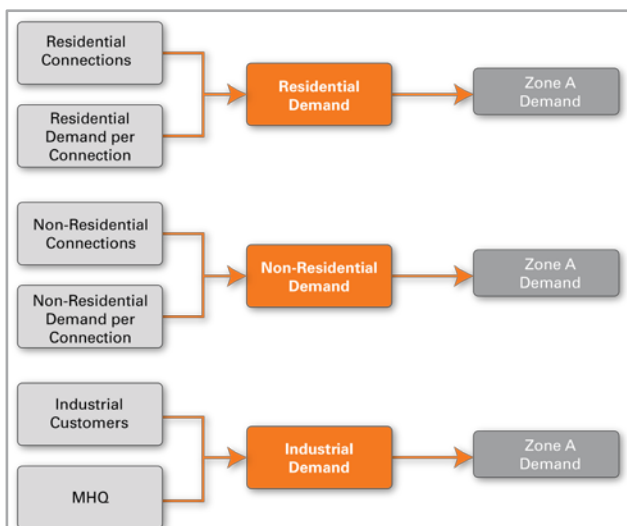 Residential
Connections
Residential
Demand per
Connection
Residential
Demand
Zone A
Demand
Non-Residential
Connections
Non-Residential
Demand per
Connection
Non-Residential
Demand
Zone A
Demand
Industrial
Customers
MHQ
Industrial
Demand
Zone A
Demand